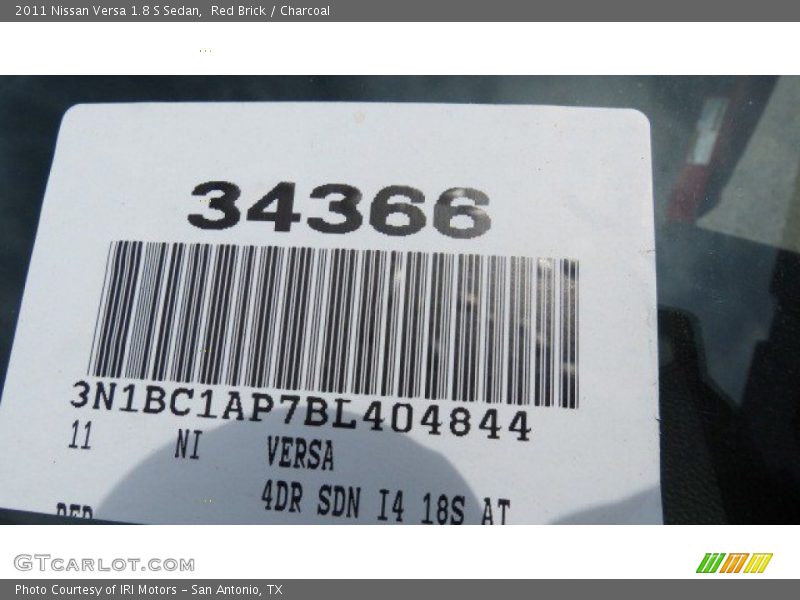 2011 Nissan Versa 1.8 S Sedan,  Red Brick / Charcoal
34366
3N1BC1AP7BL404844
11 NI VERSA
4DR SDN I4 18S AT
RED
GTCARLOT.COM
Photo Courtesy of IRI Motors – San Antonio, TX